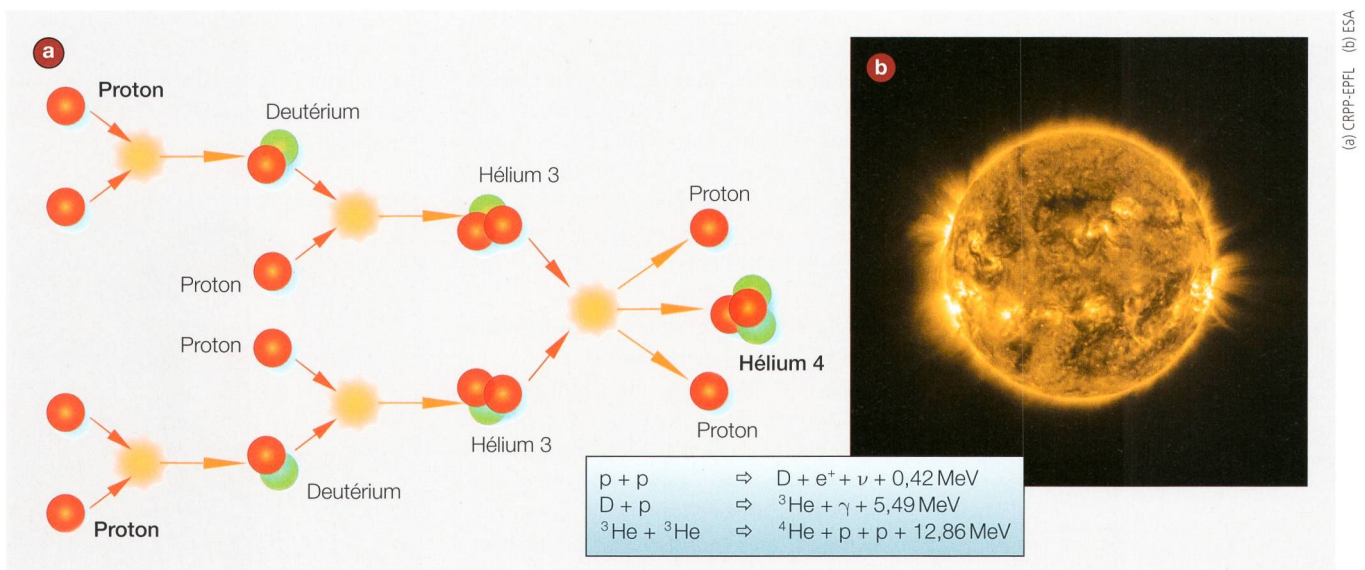 a
Proton
Deutérium
Hélium 3
Proton
Proton
Proton
Hélium 4
Hélium 3
Proton
Deutérium
Proton
p + p ⇨ D + e⁺ + ν + 0,42 MeV
D + p ⇨ ³He + γ + 5,49 MeV
³He + ³He ⇨ ⁴He + p + p + 12,86 MeV
b
(a) CRPP-EPFL (b) ESA